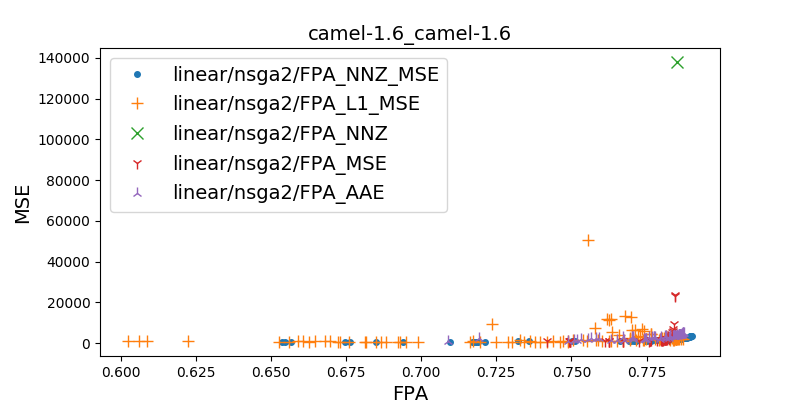 camel-1.6_camel-1.6
140000
120000
100000
80000
60000
40000
20000
0
MSE
linear/nsga2/FPA_NNZ_MSE
linear/nsga2/FPA_L1_MSE
linear/nsga2/FPA_NNZ
linear/nsga2/FPA_MSE
linear/nsga2/FPA_AAE
0.600 0.625 0.650 0.675 0.700 0.725 0.750 0.775
FPA